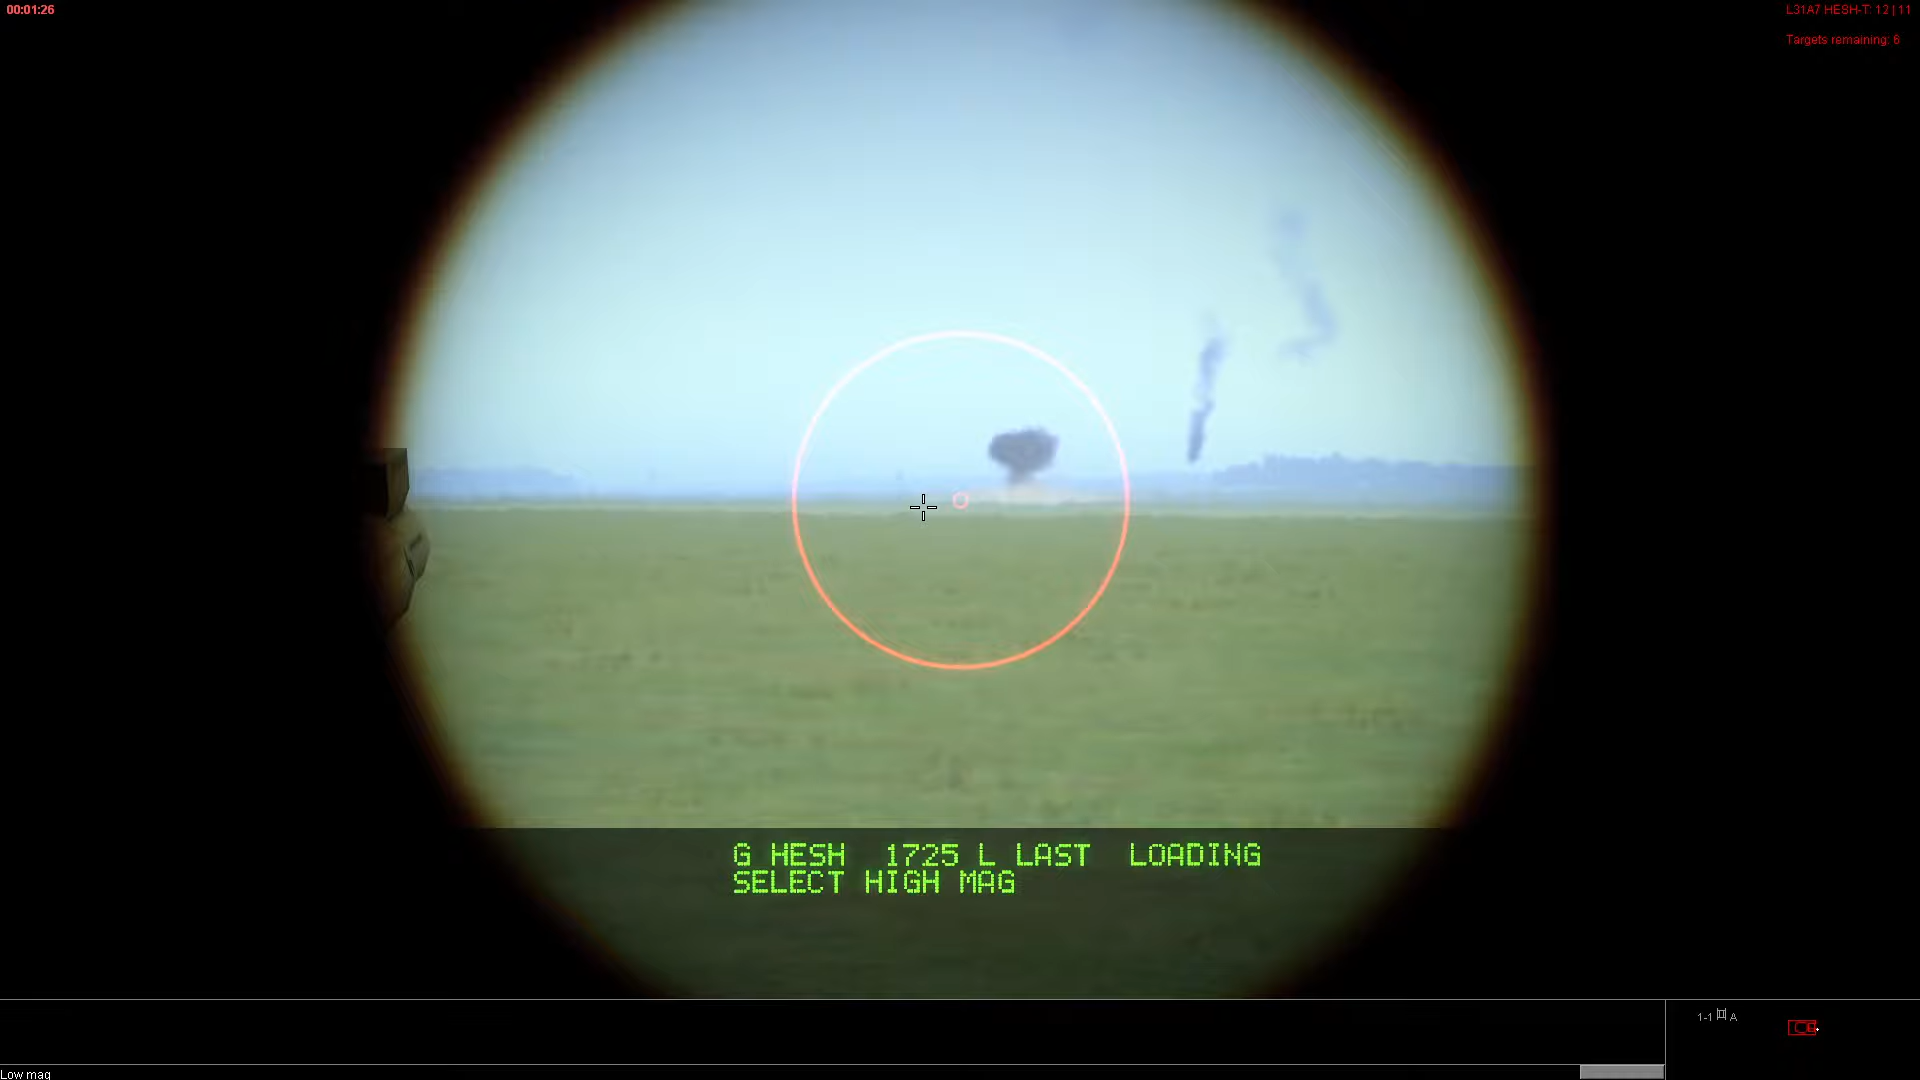 00:01:26
L31A7 HESH-T: 12 | 11
Targets remaining: 6
G HESH 1725 L LAST LOADING
SELECT HIGH MAG
1-1 A
Low mag